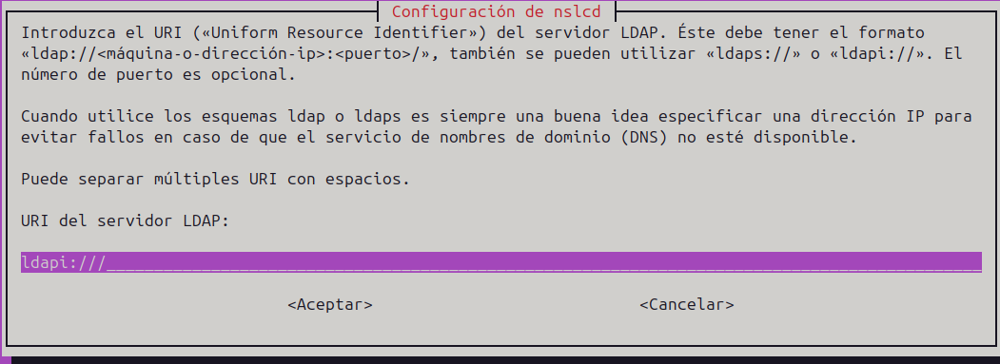 Configuración de nslcd
Introduzca el URI («Uniform Resource Identifier») del servidor LDAP. Éste debe tener el formato
«ldap://<máquina-o-dirección-ip>:<puerto>/», también se pueden utilizar «ldaps://» o «ldapi://». El
número de puerto es opcional.
Cuando utilice los esquemas ldap o ldaps es siempre una buena idea especificar una dirección IP para
evitar fallos en caso de que el servicio de nombres de dominio (DNS) no esté disponible.
Puede separar múltiples URI con espacios.
URI del servidor LDAP:
ldapi:///
<Aceptar> <Cancelar>